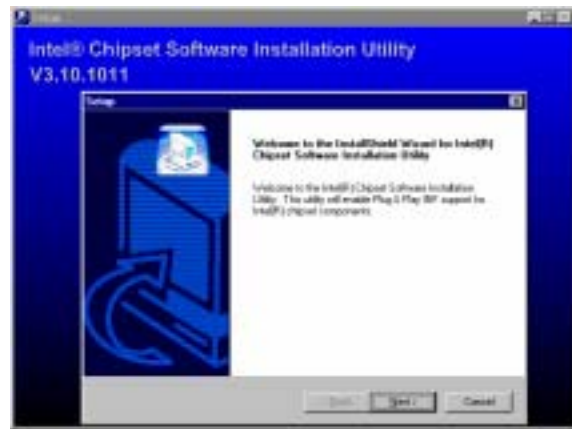 Setup
Intel® Chipset Software Installation Utility
V3.10.1011
Setup
Welcome to the InstallShield Wizard for Intel(R)
Chipset Software Installation Utility
Welcome to the Intel(R) Chipset Software Installation
Utility. This utility will enable Plug & Play INF support for
Intel(R) chipset components.
Next >
Cancel